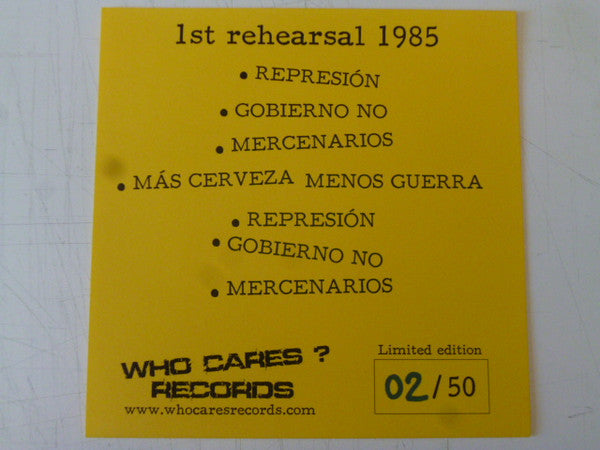 1st rehearsal 1985
• REPRESIÓN
• GOBIERNO NO
• MERCENARIOS
• MÁS CERVEZA MENOS GUERRA
• REPRESIÓN
• GOBIERNO NO
• MERCENARIOS
WHO CARES ?
RECORDS
www.whocaresrecords.com
Limited edition
02/50